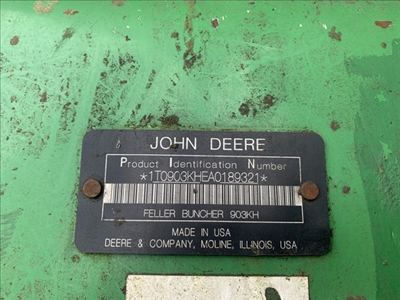 JOHN DEERE
Product Identification Number
*1T0903KHEA0189321*
FELLER BUNCHER 903KH
MADE IN USA
DEERE & COMPANY, MOLINE, ILLINOIS, USA